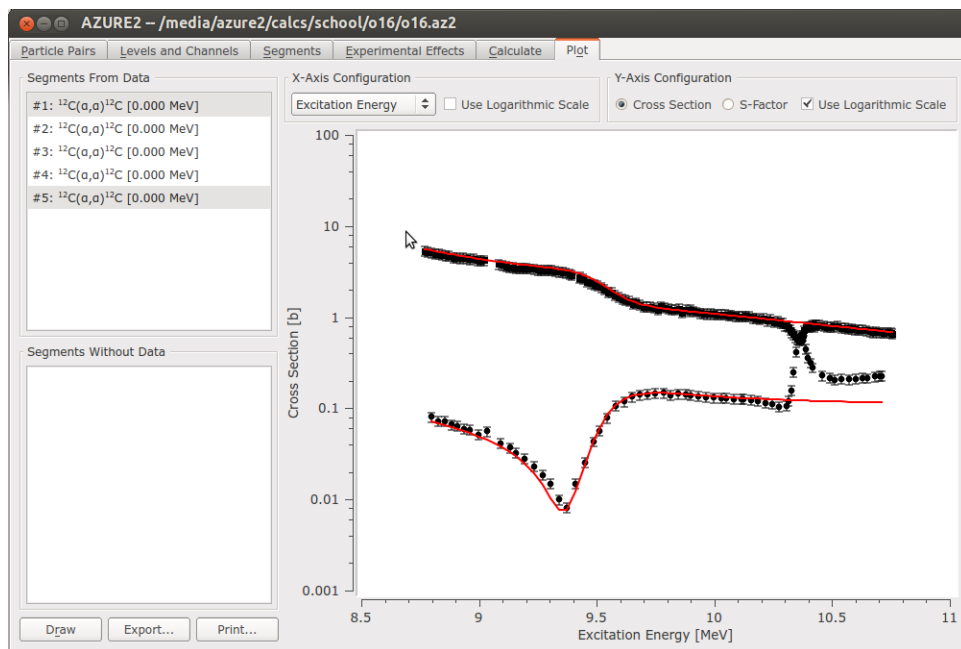 AZURE2 -- /media/azure2/calcs/school/o16/o16.az2
Particle Pairs Levels and Channels Segments Experimental Effects Calculate Plot
Segments From Data
#1: ¹²C(α,α)¹²C [0.000 MeV]
#2: ¹²C(α,α)¹²C [0.000 MeV]
#3: ¹²C(α,α)¹²C [0.000 MeV]
#4: ¹²C(α,α)¹²C [0.000 MeV]
#5: ¹²C(α,α)¹²C [0.000 MeV]
Segments Without Data
Draw Export... Print...
X-Axis Configuration
Excitation Energy Use Logarithmic Scale
Y-Axis Configuration
Cross Section S-Factor Use Logarithmic Scale
100
10
1
0.1
0.01
0.001
Cross Section [b]
8.5 9 9.5 10 10.5 11
Excitation Energy [MeV]